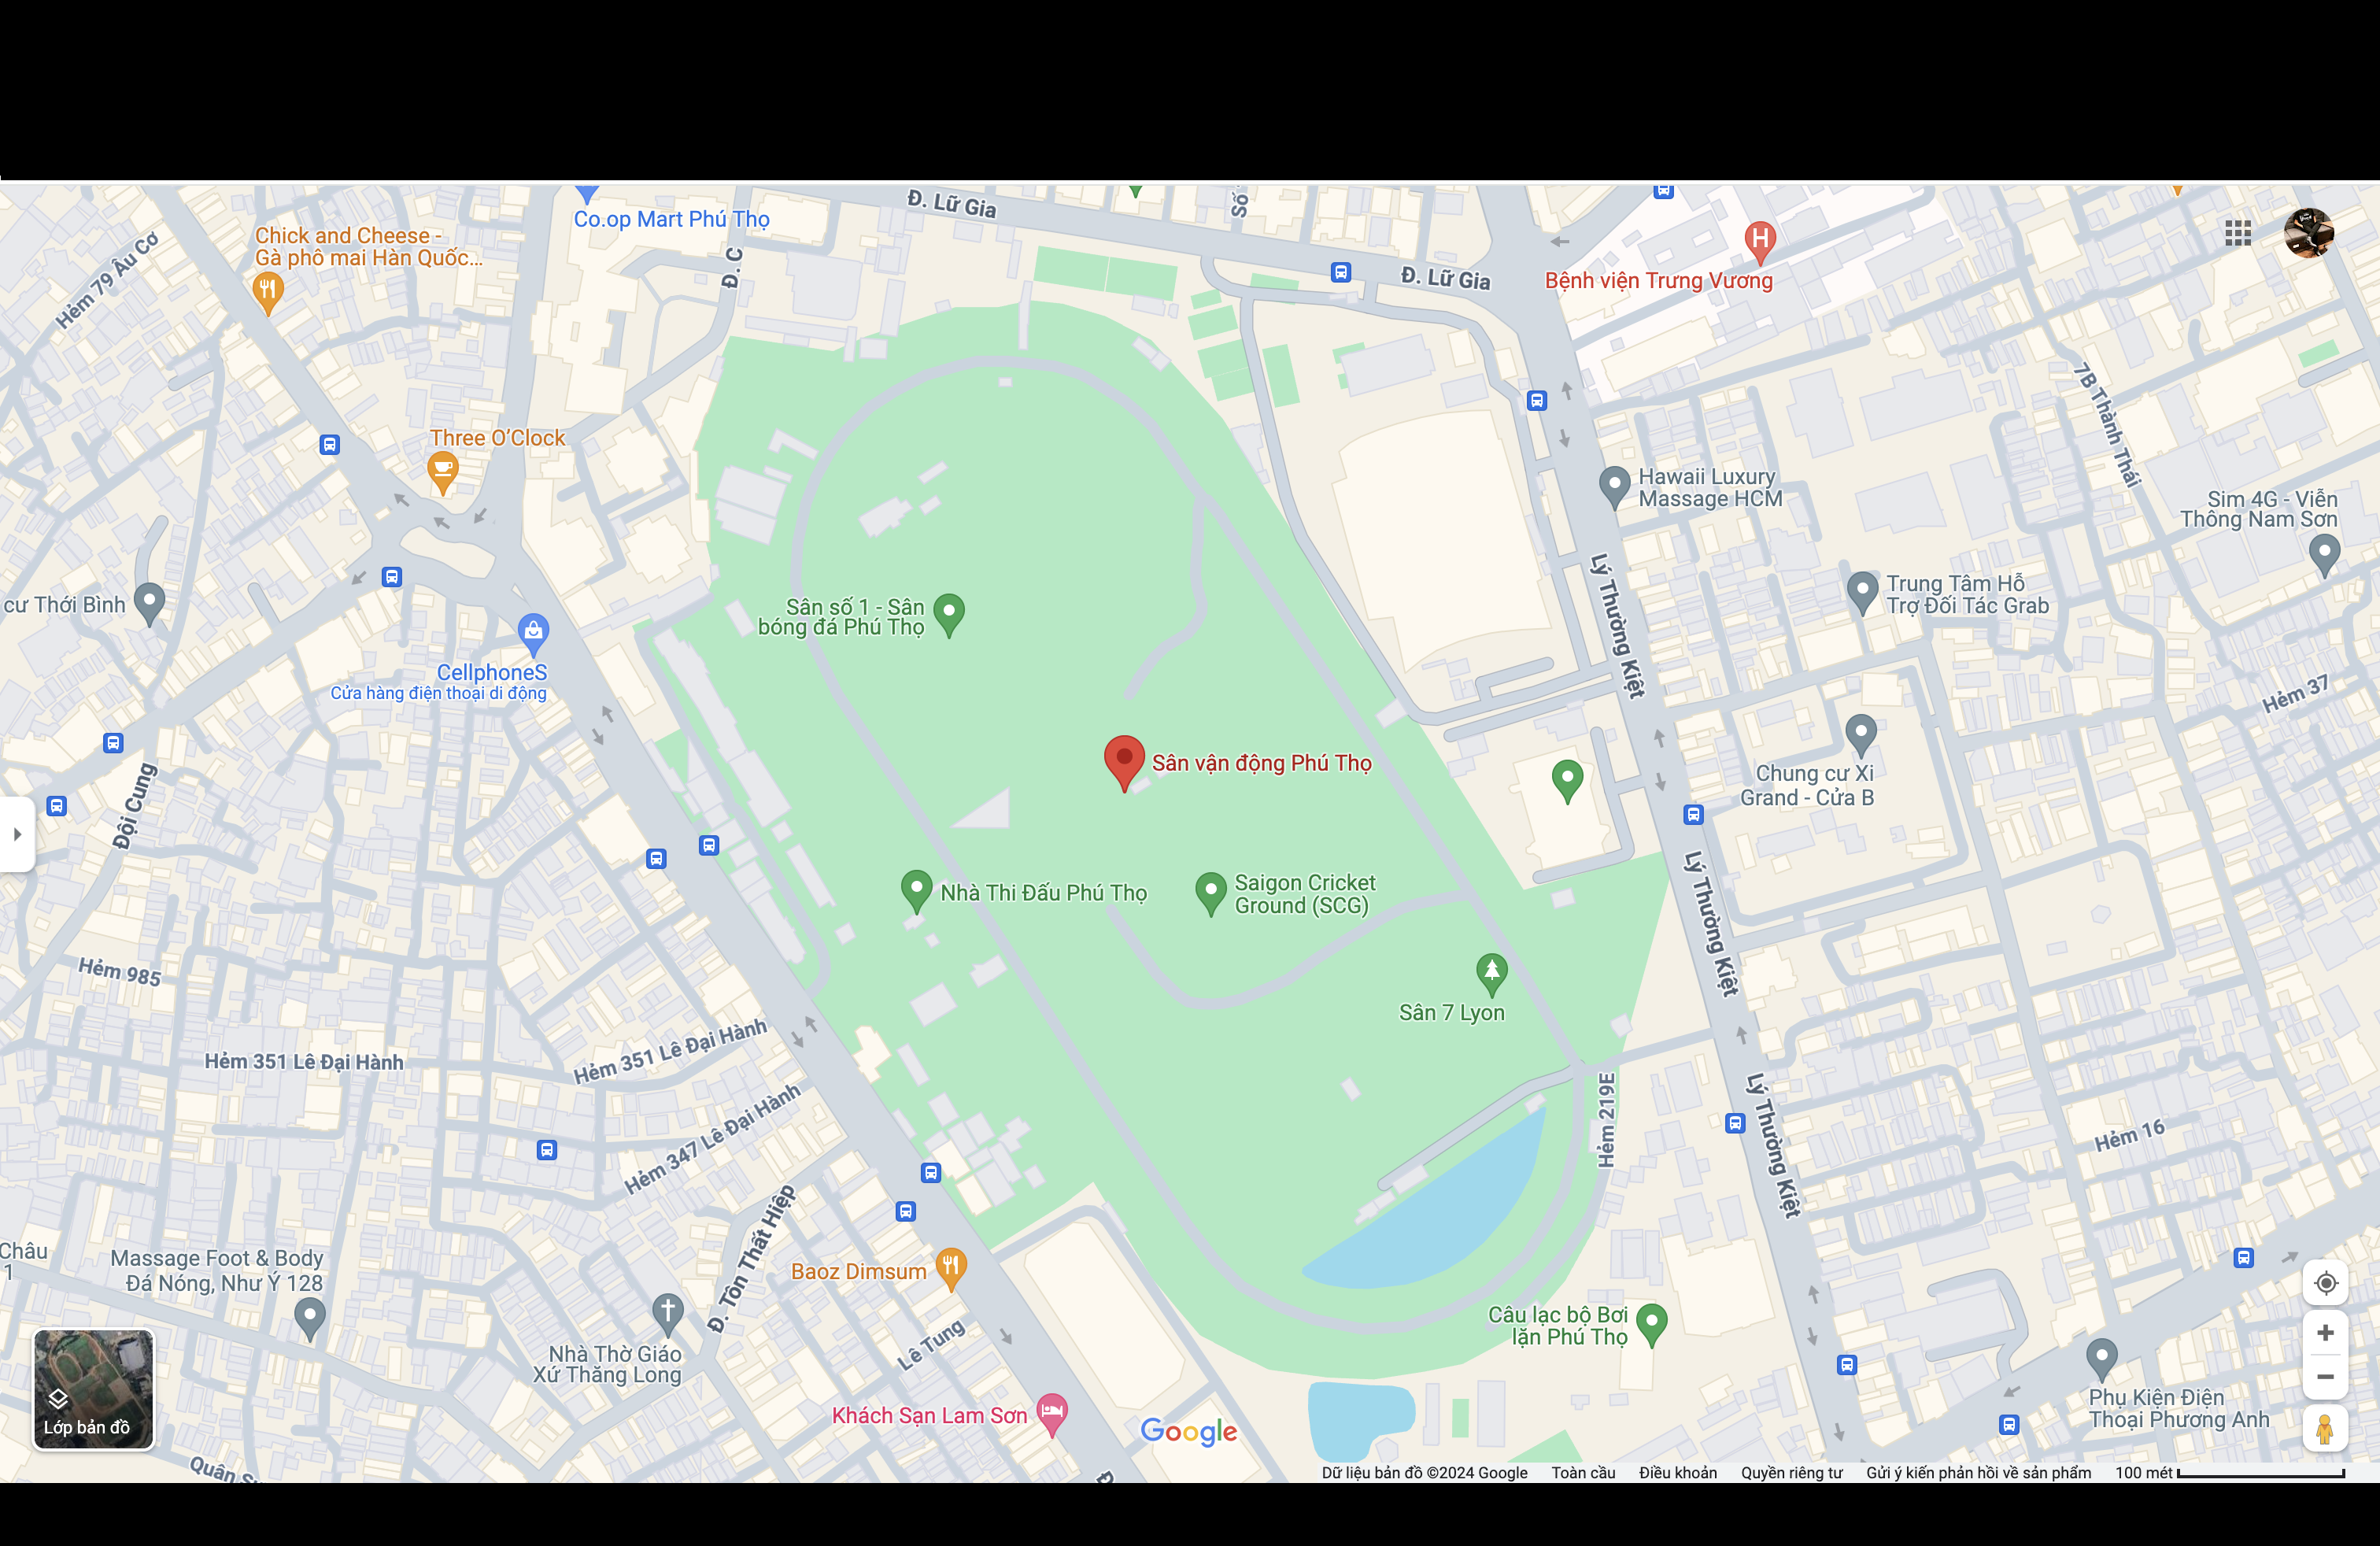 Đ. Lữ Gia
Số
Co.op Mart Phú Thọ
Chick and Cheese -
Gà phô mai Hàn Quốc...
Hẻm 79 Âu Cơ
Đ. C
Đ. Lữ Gia
H
Bệnh viện Trưng Vương
7B Thành Thái
Three O'Clock
Hawaii Luxury
Massage HCM
Sim 4G - Viễn
Thông Nam Sơn
Lý Thường Kiệt
cư Thới Bình
Sân số 1 - Sân
bóng đá Phú Thọ
Trung Tâm Hỗ
Trợ Đối Tác Grab
CellphoneS
Cửa hàng điện thoại di động
Hẻm 37
Sân vận động Phú Thọ
Chung cư Xi
Grand - Cửa B
Đội Cung
Nhà Thi Đấu Phú Thọ
Saigon Cricket
Ground (SCG)
Lý Thường Kiệt
Hẻm 985
Sân 7 Lyon
Hẻm 351 Lê Đại Hành
Hẻm 351 Lê Đại Hành
Hẻm 219E
Lý Thường Kiệt
Hẻm 347 Lê Đại Hành
Hẻm 16
Châu
1
Massage Foot & Body
Đá Nóng, Như Ý 128
Đ. Tôn Thất Hiệp
Baoz Dimsum
Câu lạc bộ Bơi
lặn Phú Thọ
Lê Tung
Nhà Thờ Giáo
Xứ Thăng Long
Phụ Kiện Điện
Thoại Phương Anh
Khách Sạn Lam Sơn
Lớp bản đồ
Google
Quân
Đ
Dữ liệu bản đồ ©2024 Google Toàn cầu Điều khoản Quyền riêng tư Gửi ý kiến phản hồi về sản phẩm 100 mét